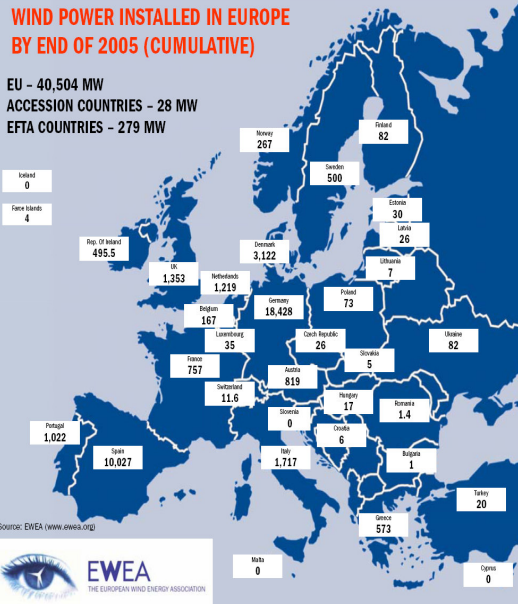 WIND POWER INSTALLED IN EUROPE
BY END OF 2005 (CUMULATIVE)
EU – 40,504 MW
ACCESSION COUNTRIES – 28 MW
EFTA COUNTRIES – 279 MW
Norway
267
Finland
82
Sweden
500
Iceland
0
Faroe Islands
4
Estonia
30
Latvia
26
Rep. Of Ireland
495.5
Denmark
3,122
Lithuania
7
UK
1,353
Netherlands
1,219
Germany
18,428
Poland
73
Belgium
167
Luxembourg
35
Czech Republic
26
Ukraine
82
Slovakia
5
France
757
Austria
819
Switzerland
11.6
Hungary
17
Romania
1.4
Slovenia
0
Croatia
6
Portugal
1,022
Spain
10,027
Italy
1,717
Bulgaria
1
Turkey
20
Greece
573
Source: EWEA (www.ewea.org)
Malta
0
Cyprus
0
EWEA
THE EUROPEAN WIND ENERGY ASSOCIATION